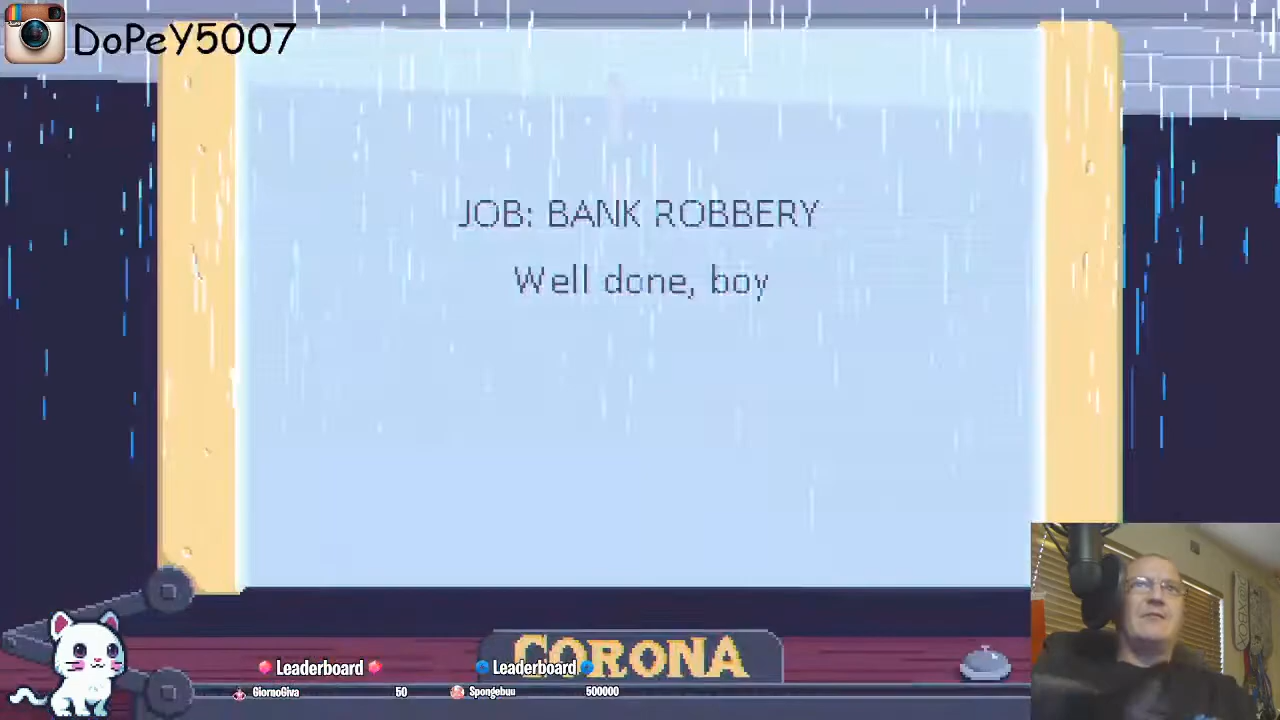 DoPeY5007
JOB: BANK ROBBERY
Well done, boy
CORONA
Leaderboard
Leaderboard
GiornoGiva 50
Spongebuu 500000